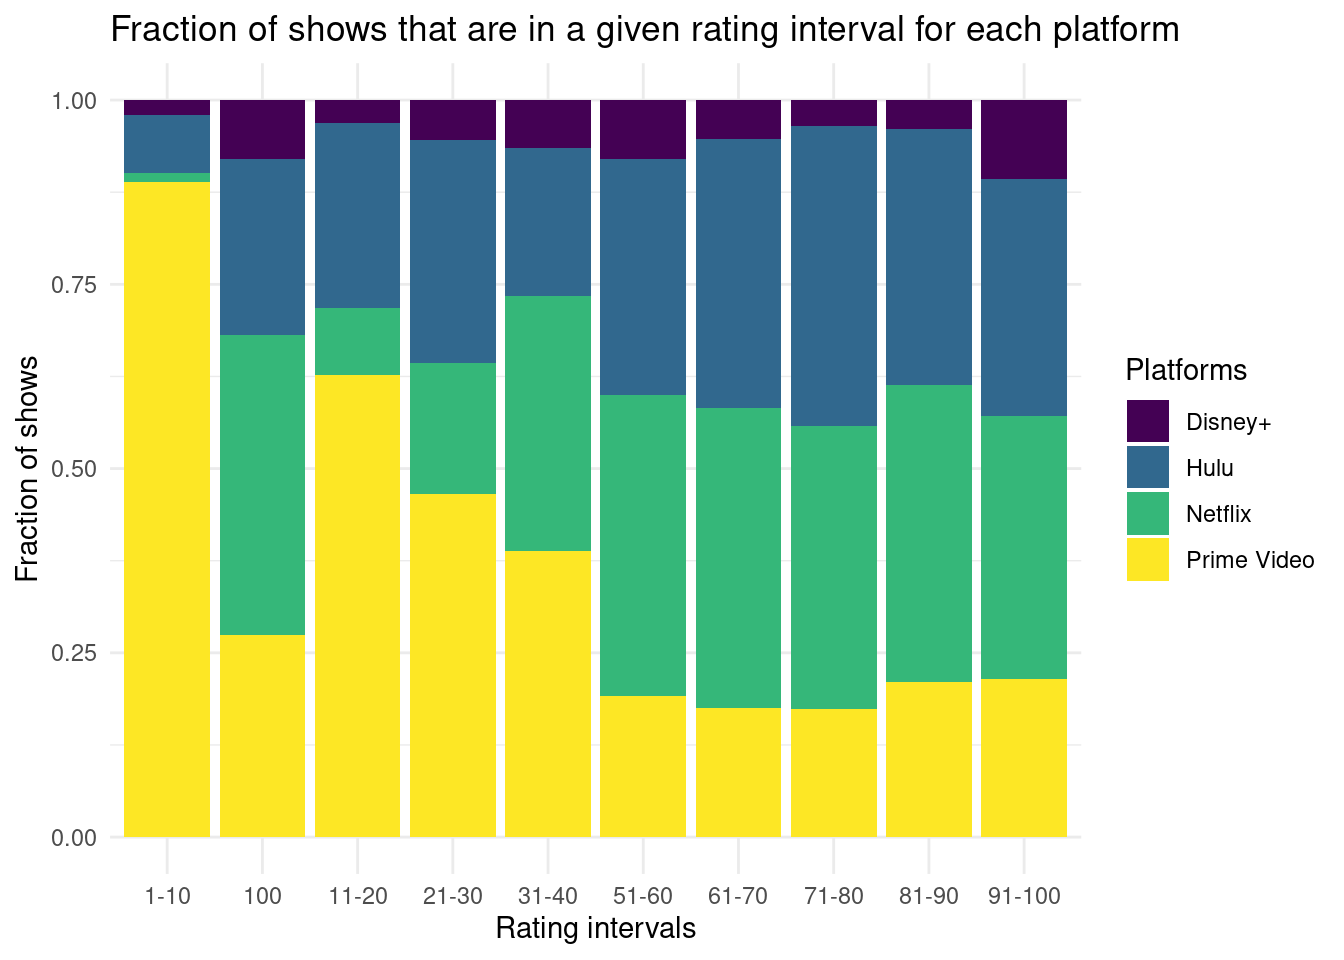 Fraction of shows that are in a given rating interval for each platform
Fraction of shows
1.00
0.75
0.50
0.25
0.00
1-10 100 11-20 21-30 31-40 51-60 61-70 71-80 81-90 91-100
Rating intervals
Platforms
Disney+
Hulu
Netflix
Prime Video